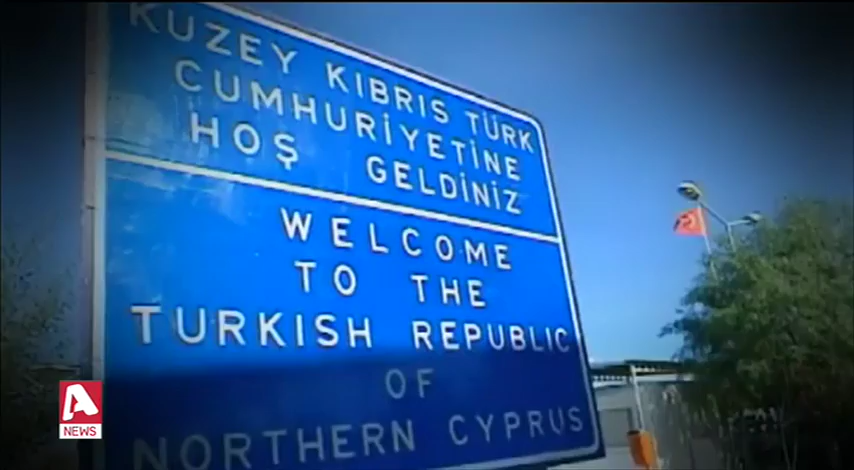 KUZEY KIBRIS TÜRK
CUMHURİYETİNE
HOŞ GELDİNİZ
WELCOME
TO THE
TURKISH REPUBLIC
OF
NORTHERN CYPRUS
A
NEWS